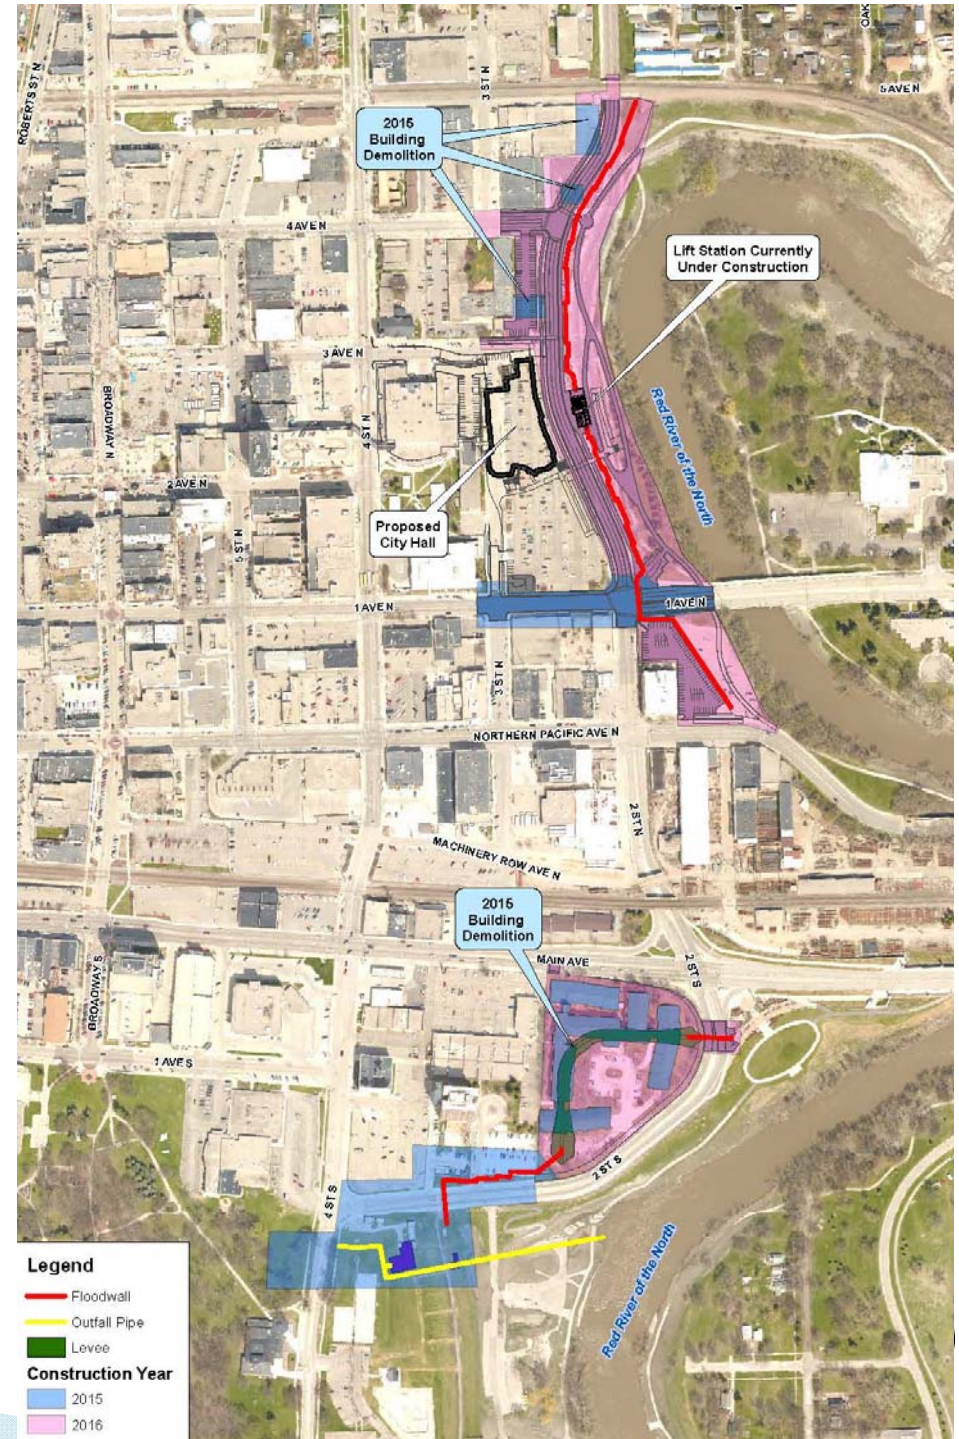 OAK
ROBERTS ST N
3 ST N
5 AVE N
2015
Building
Demolition
4 AVE N
Lift Station Currently
Under Construction
3 AVE N
BROADWAY N
4 ST N
Red River of the North
2 AVE N
5 ST N
Proposed
City Hall
1 AVE N
1 AVE N
3 ST N
NORTHERN PACIFIC AVE N
2 ST N
MACHINERY ROW AVE N
2015
Building
Demolition
MAIN AVE
2 ST S
BROADWAY S
1 AVE S
2 ST S
4 ST S
Red River of the North
Legend
Floodwall
Outfall Pipe
Levee
Construction Year
2015
2016